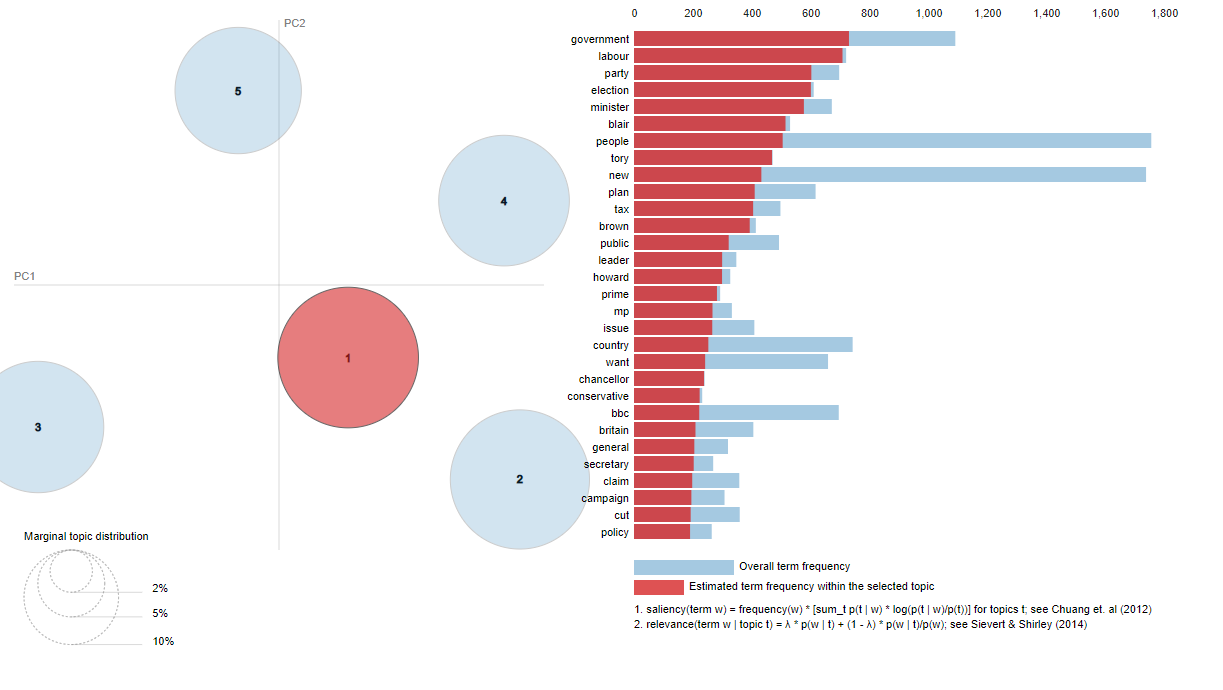 PC2
PC1
5
4
1
3
2
Marginal topic distribution
2%
5%
10%
0 200 400 600 800 1,000 1,200 1,400 1,600 1,800
government
labour
party
election
minister
blair
people
tory
new
plan
tax
brown
public
leader
howard
prime
mp
issue
country
want
chancellor
conservative
bbc
britain
general
secretary
claim
campaign
cut
policy
Overall term frequency
Estimated term frequency within the selected topic
1. saliency(term w) = frequency(w) * [sum_t p(t | w) * log(p(t | w)/p(t))] for topics t; see Chuang et. al (2012)
2. relevance(term w | topic t) = λ * p(w | t) + (1 - λ) * p(w | t)/p(w); see Sievert & Shirley (2014)